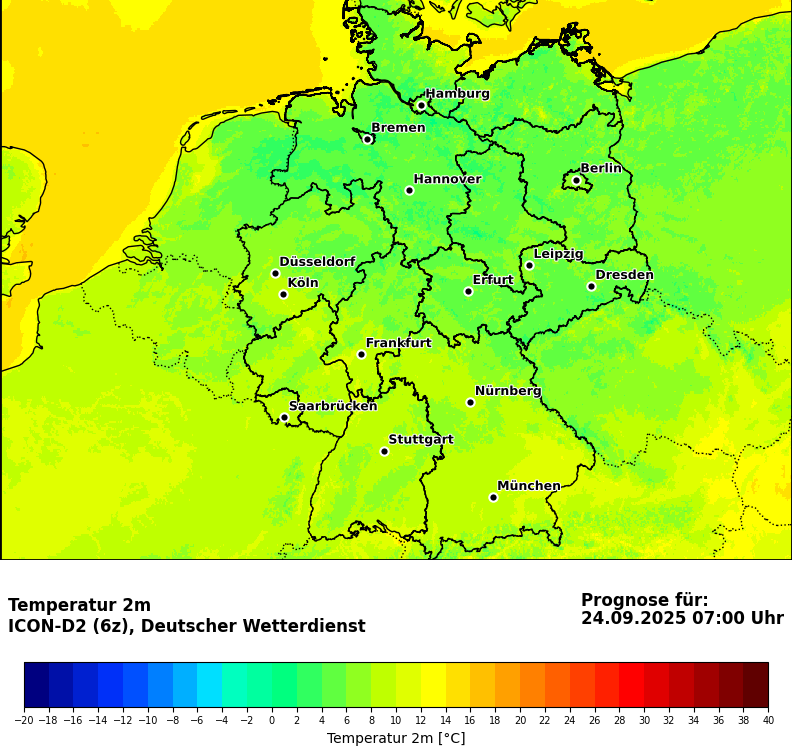 Hamburg
Bremen
Berlin
Hannover
Leipzig
Düsseldorf
Dresden
Köln
Erfurt
Frankfurt
Nürnberg
Saarbrücken
Stuttgart
München
Temperatur 2m
ICON-D2 (6z), Deutscher Wetterdienst
Prognose für:
24.09.2025 07:00 Uhr
−20 −18 −16 −14 −12 −10 −8 −6 −4 −2 0 2 4 6 8 10 12 14 16 18 20 22 24 26 28 30 32 34 36 38 40
Temperatur 2m [°C]